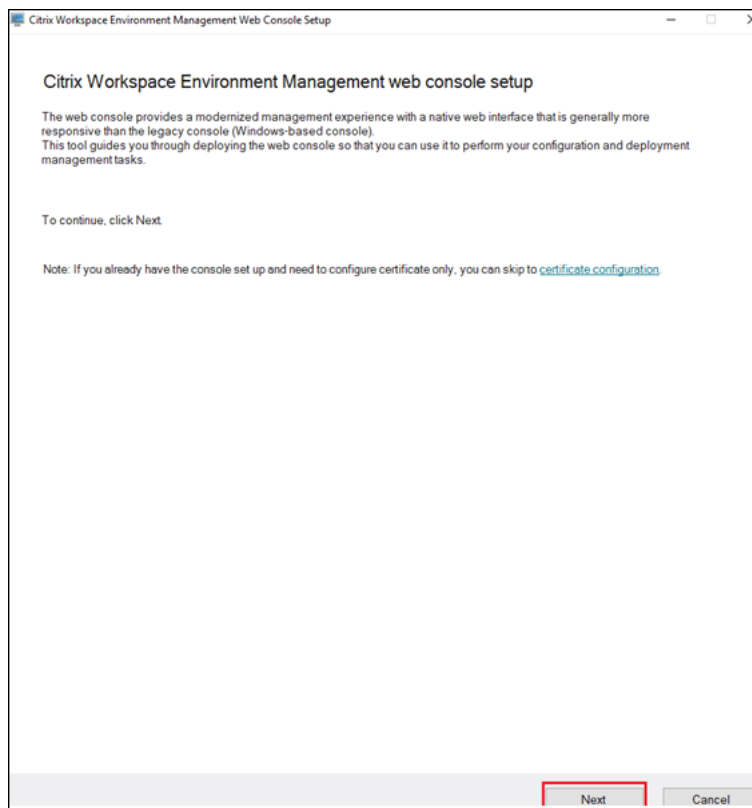 Citrix Workspace Environment Management Web Console Setup
Citrix Workspace Environment Management web console setup
The web console provides a modernized management experience with a native web interface that is generally more
responsive than the legacy console (Windows-based console).
This tool guides you through deploying the web console so that you can use it to perform your configuration and deployment
management tasks.
To continue, click Next.
Note: If you already have the console set up and need to configure certificate only, you can skip to certificate configuration.
Next Cancel